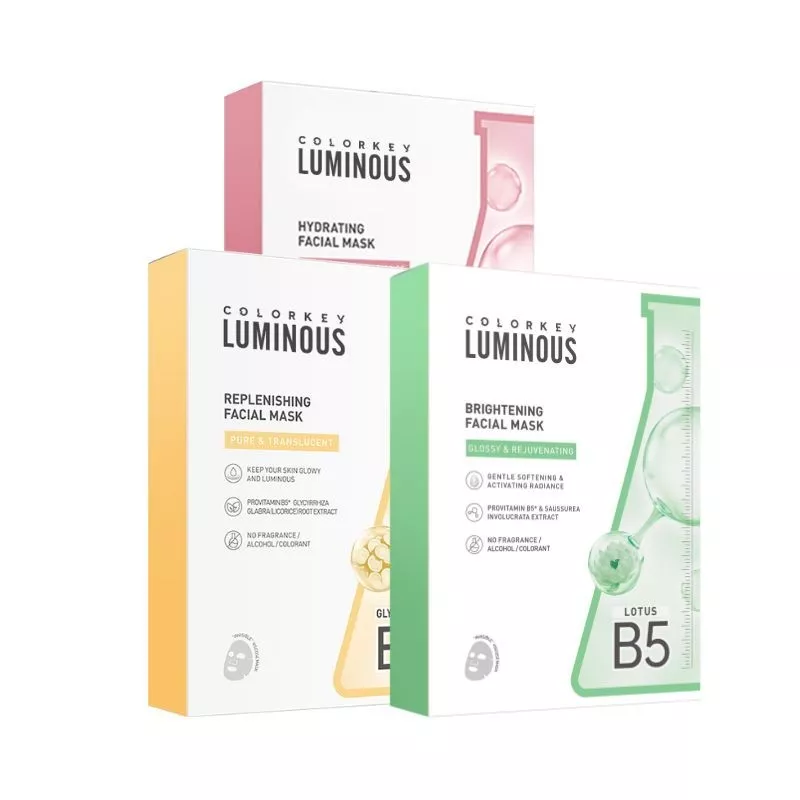 COLORKEY
LUMINOUS
HYDRATING
FACIAL MASK
COLORKEY
LUMINOUS
REPLENISHING
FACIAL MASK
PURE & TRANSLUCENT
KEEP YOUR SKIN GLOWY
AND LUMINOUS
PROVITAMIN B5* GLYCYRRHIZA
GLABRA(LICORICE)ROOT EXTRACT
NO FRAGRANCE /
ALCOHOL / COLORANT
GLY
COLORKEY
LUMINOUS
BRIGHTENING
FACIAL MASK
GLOSSY & REJUVENATING
GENTLE SOFTENING &
ACTIVATING RADIANCE
PROVITAMIN B5* & SAUSSUREA
INVOLUCRATA EXTRACT
NO FRAGRANCE /
ALCOHOL / COLORANT
LOTUS
B5